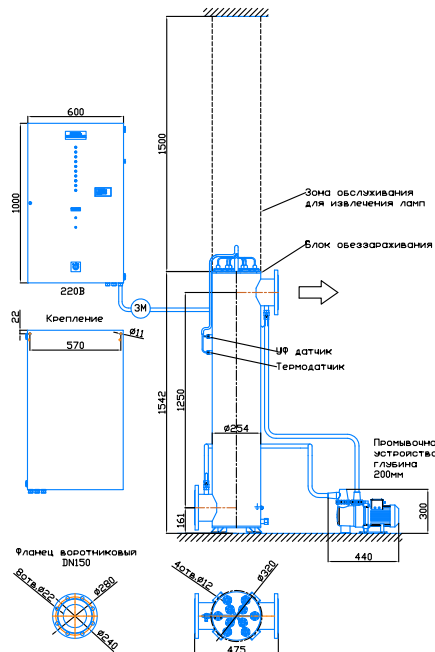 600
1500
1000
Зона обслуживания
для извлечения ламп
Блок обеззараживания
220В
3М
22
Крепление
Ø11
570
УФ датчик
Термодатчик
1542
1250
Ø254
Промывочно
устройство
глубина
200мм
300
161
440
Фланец воротниковый
DN150
8отв.Ø22
Ø280
Ø240
4отв.Ø12
Ø320
475